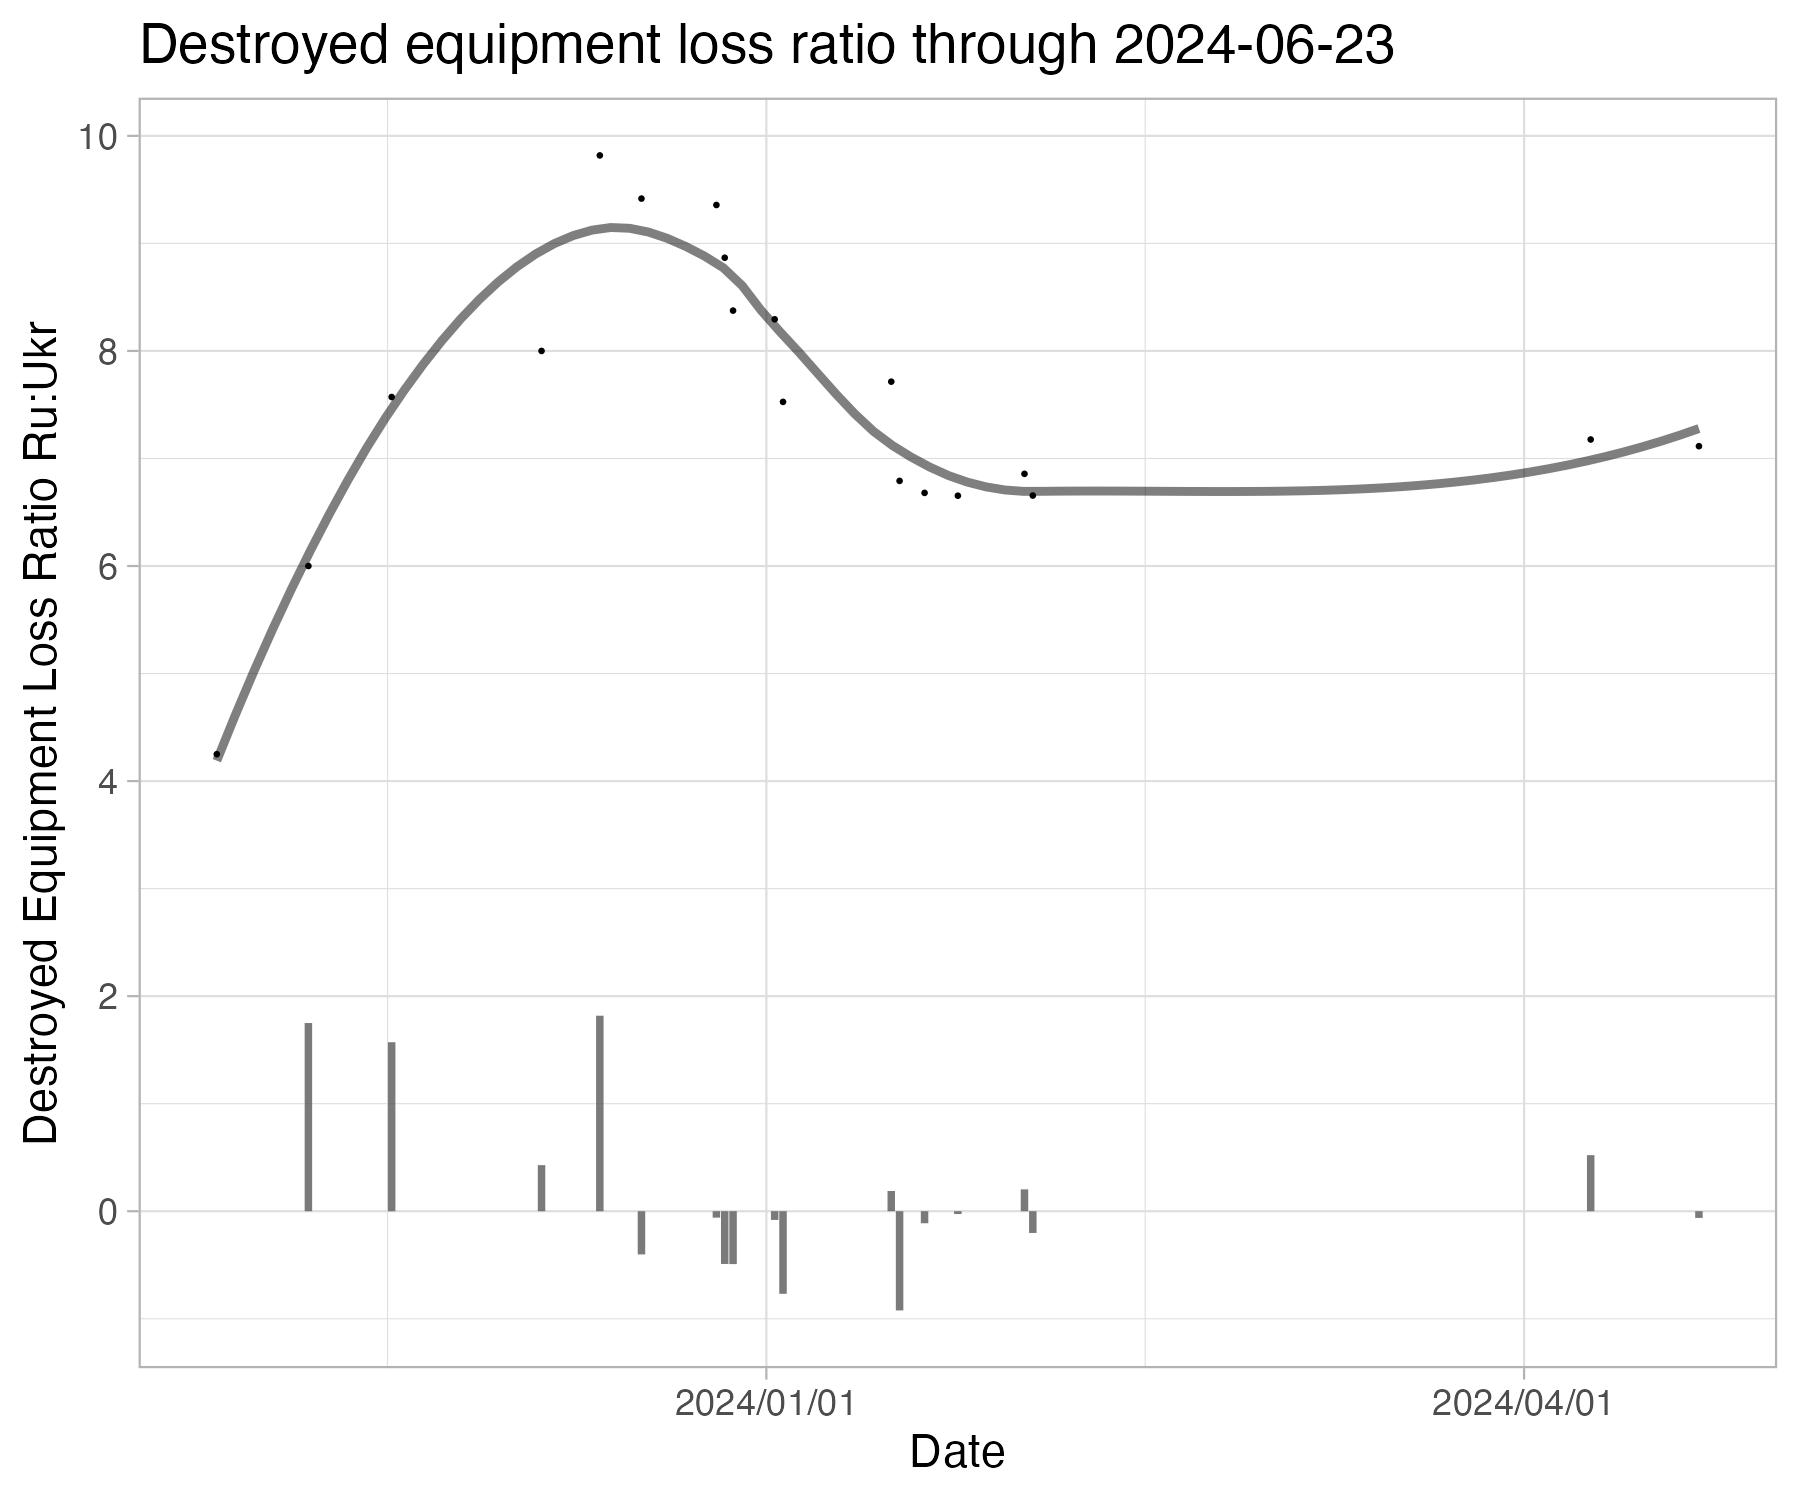 Destroyed equipment loss ratio through 2024-06-23
Destroyed Equipment Loss Ratio Ru:Ukr
10
8
6
4
2
0
2024/01/01
2024/04/01
Date